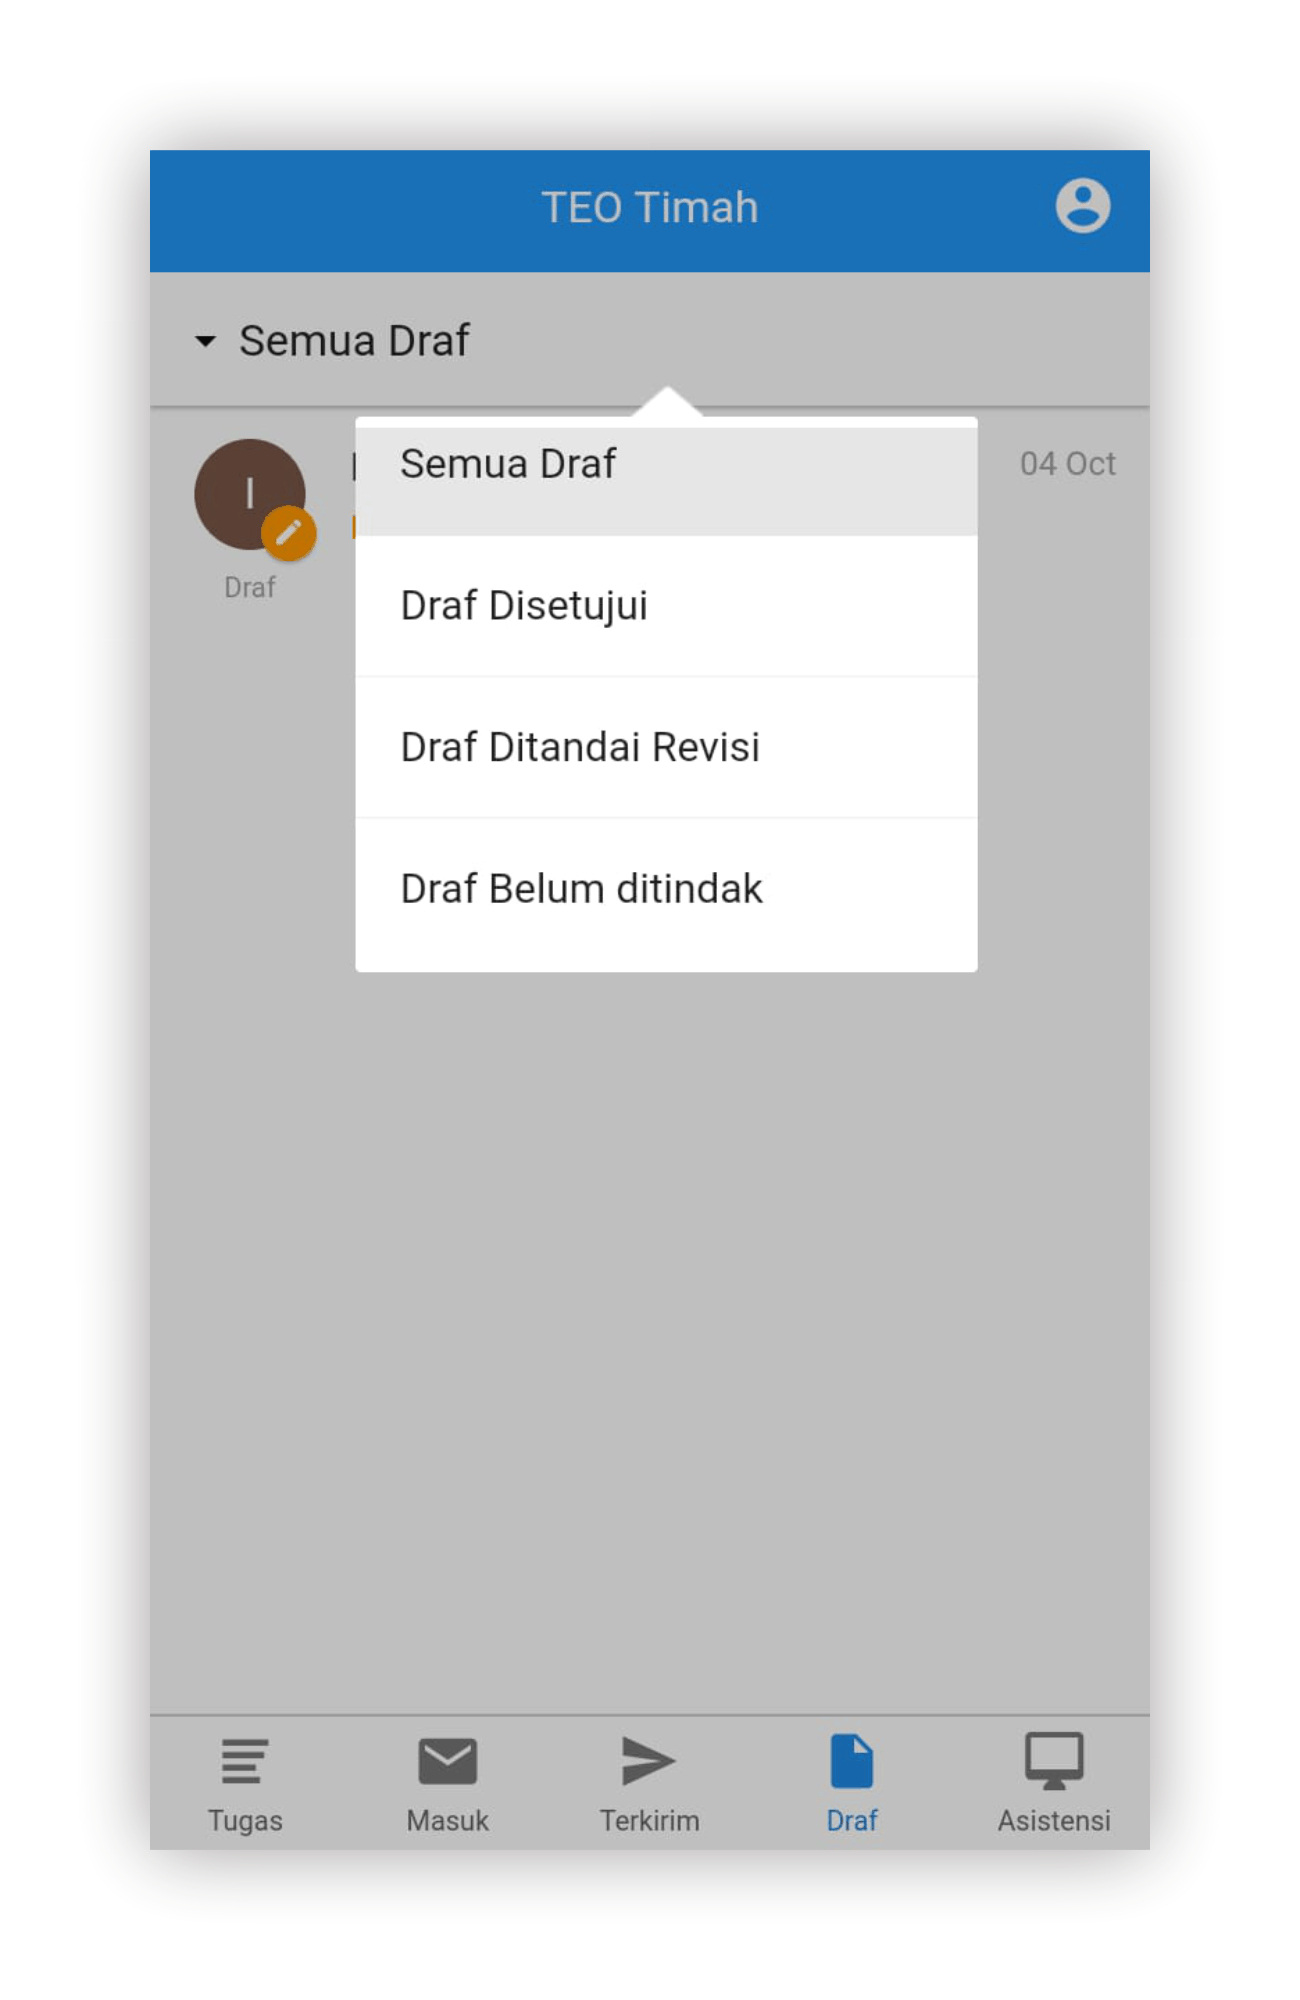 TEO Timah
Semua Draf
Semua Draf
04 Oct
I
Draf
Draf Disetujui
Draf Ditandai Revisi
Draf Belum ditindak
Tugas
Masuk
Terkirim
Draf
Asistensi